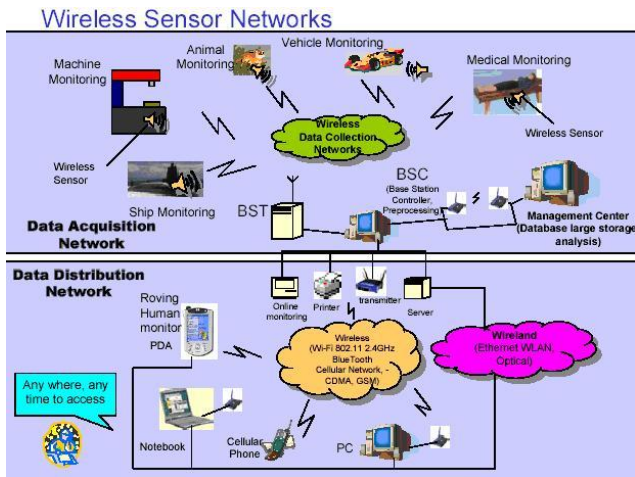 Wireless Sensor Networks
Machine
Monitoring
Animal
Monitoring
Vehicle Monitoring
Medical Monitoring
Wireless
Data Collection
Networks
Wireless Sensor
Wireless
Sensor
Ship Monitoring
BST
BSC
(Base Station
Controller,
Preprocessing)
Management Center
(Database large storage
analysis)
Data Acquisition
Network
Data Distribution
Network
Online
monitoring
Printer
transmitter
Server
Roving
Human
monitor
PDA
Wireless
(Wi-Fi 802.11 2.4GHz
BlueTooth
Cellular Network, -
CDMA, GSM)
Wireland
(Ethernet WLAN,
Optical)
Any where, any
time to access
Notebook
Cellular
Phone
PC